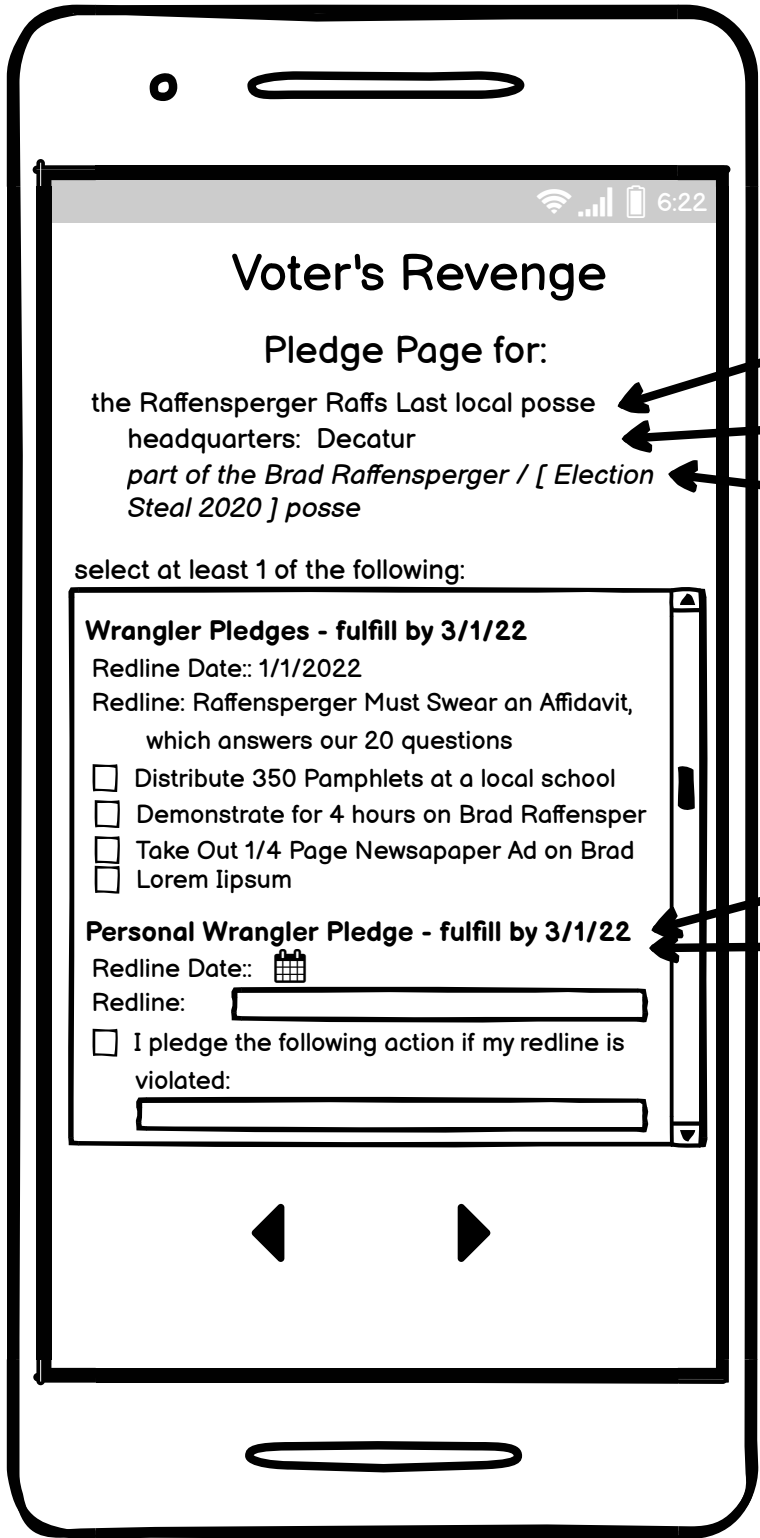 6:22
Voter's Revenge
Pledge Page for:
the Raffensperger Raffs Last local posse
headquarters: Decatur
part of the Brad Raffensperger / [ Election
Steal 2020 ] posse
select at least 1 of the following:
Wrangler Pledges - fulfill by 3/1/22
Redline Date:: 1/1/2022
Redline: Raffensperger Must Swear an Affidavit,
which answers our 20 questions
Distribute 350 Pamphlets at a local school
Demonstrate for 4 hours on Brad Raffensper
Take Out 1/4 Page Newsapaper Ad on Brad
Lorem Iipsum
Personal Wrangler Pledge - fulfill by 3/1/22
Redline Date::
Redline:
I pledge the following action if my redline is
violated: